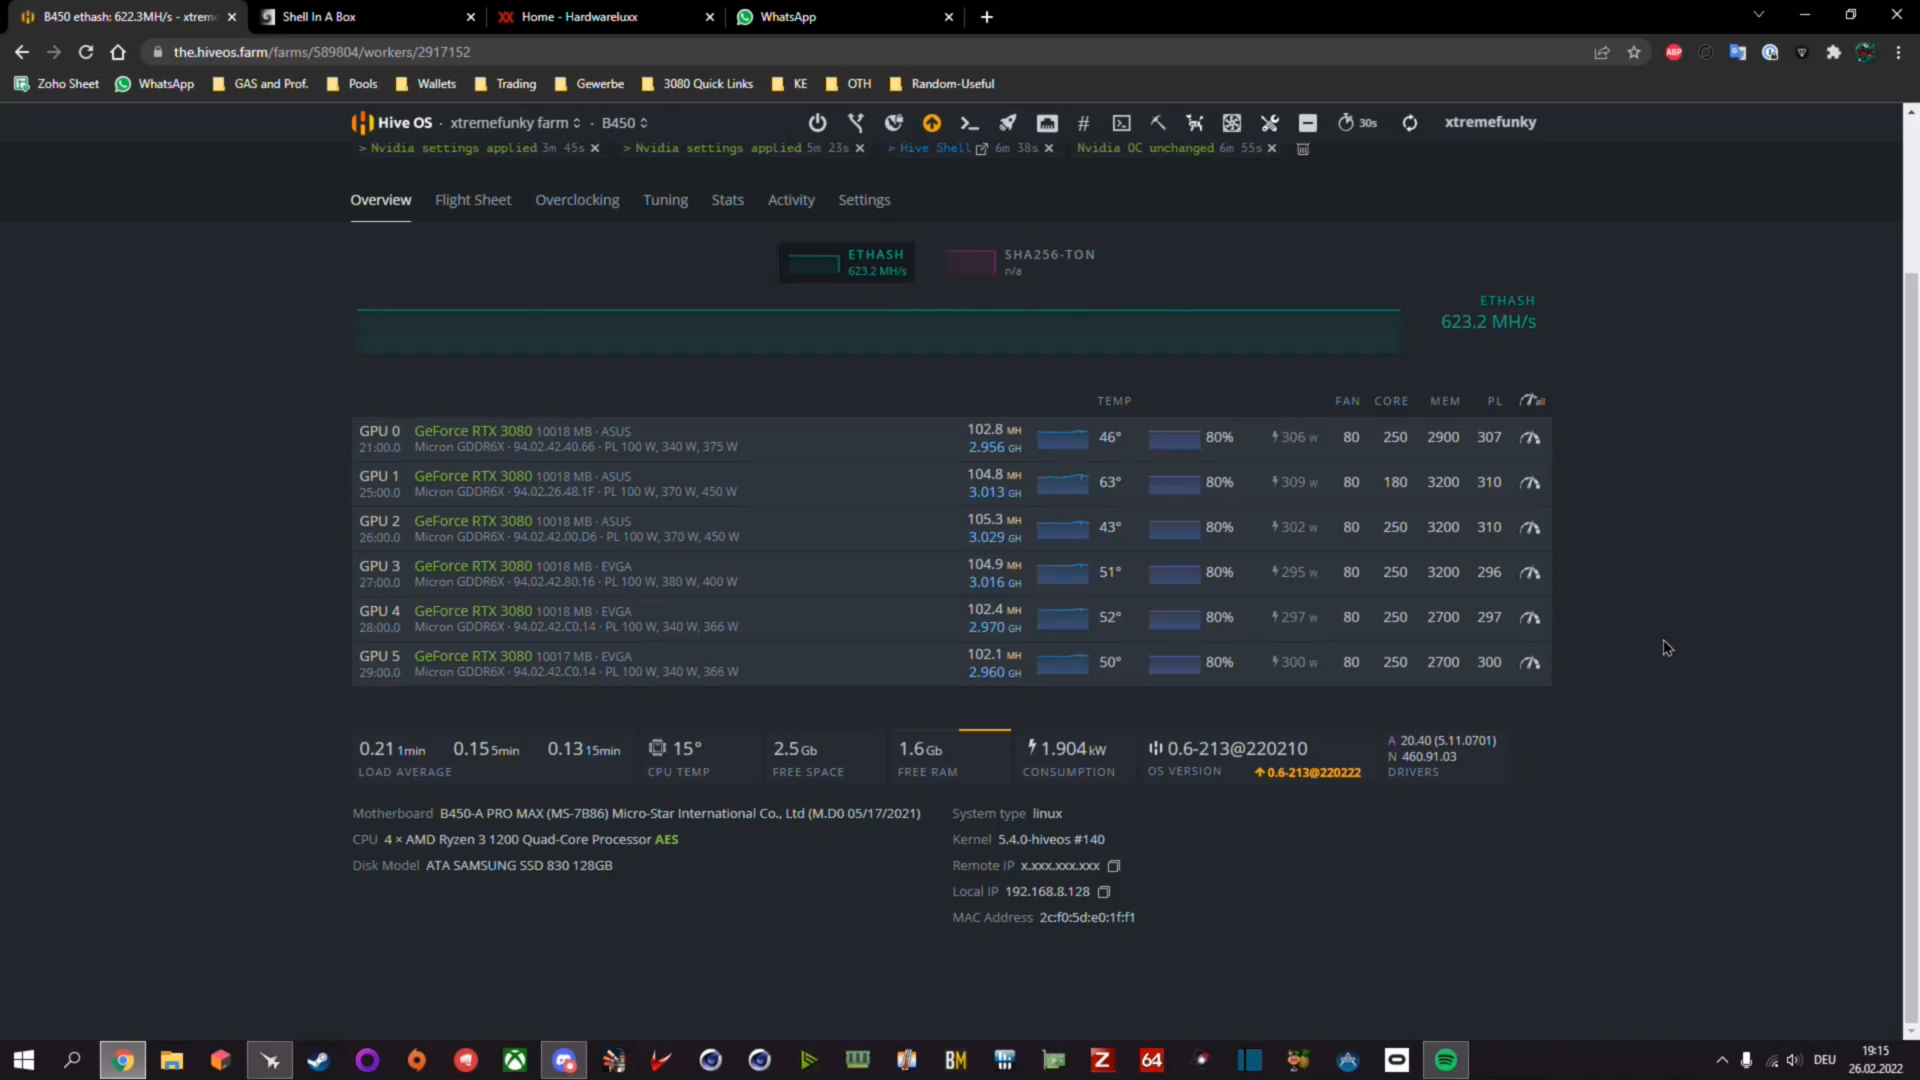 B450 ethash: 622.3MH/s - xtreme
Shell In A Box
Home - Hardwareluxx
WhatsApp
the.hiveos.farm/farms/589804/workers/2917152
Zoho Sheet
WhatsApp
GAS and Prof.
Pools
Wallets
Trading
Gewerbe
3080 Quick Links
KE
OTH
Random-Useful
Hive OS · xtremefunky farm · B450
30s
xtremefunky
> Nvidia settings applied 3m 45s
> Nvidia settings applied 5m 23s
> Hive Shell 6m 38s
Nvidia OC unchanged 6m 55s
Overview
Flight Sheet
Overclocking
Tuning
Stats
Activity
Settings
ETHASH
623.2 MH/s
SHA256-TON
n/a
ETHASH
623.2 MH/s
TEMP FAN CORE MEM PL all
GPU 0 GeForce RTX 3080 10018 MB · ASUS 102.8 MH 46° 80% 306 W 80 250 2900 307
21:00.0 Micron GDDR6X · 94.02.42.40.66 · PL 100 W, 340 W, 375 W 2.956 GH
GPU 1 GeForce RTX 3080 10018 MB · ASUS 104.8 MH 63° 80% 309 W 80 180 3200 310
25:00.0 Micron GDDR6X · 94.02.26.48.1F · PL 100 W, 370 W, 450 W 3.013 GH
GPU 2 GeForce RTX 3080 10018 MB · ASUS 105.3 MH 43° 80% 302 W 80 250 3200 310
26:00.0 Micron GDDR6X · 94.02.42.00.D6 · PL 100 W, 370 W, 450 W 3.029 GH
GPU 3 GeForce RTX 3080 10018 MB · EVGA 104.9 MH 51° 80% 295 W 80 250 3200 296
27:00.0 Micron GDDR6X · 94.02.42.80.16 · PL 100 W, 380 W, 400 W 3.016 GH
GPU 4 GeForce RTX 3080 10018 MB · EVGA 102.4 MH 52° 80% 297 W 80 250 2700 297
28:00.0 Micron GDDR6X · 94.02.42.C0.14 · PL 100 W, 340 W, 366 W 2.970 GH
GPU 5 GeForce RTX 3080 10017 MB · EVGA 102.1 MH 50° 80% 300 W 80 250 2700 300
29:00.0 Micron GDDR6X · 94.02.42.C0.14 · PL 100 W, 340 W, 366 W 2.960 GH
0.21 1min 0.15 5min 0.13 15min
LOAD AVERAGE
15°
CPU TEMP
2.5 Gb
FREE SPACE
1.6 Gb
FREE RAM
1.904 kW
CONSUMPTION
0.6-213@220210
OS VERSION 0.6-213@220222
A 20.40 (5.11.0701)
N 460.91.03
DRIVERS
Motherboard B450-A PRO MAX (MS-7B86) Micro-Star International Co., Ltd (M.D0 05/17/2021)
CPU 4 × AMD Ryzen 3 1200 Quad-Core Processor AES
Disk Model ATA SAMSUNG SSD 830 128GB
System type linux
Kernel 5.4.0-hiveos #140
Remote IP x.xxx.xxx.xxx
Local IP 192.168.8.128
MAC Address 2c:f0:5d:e0:1f:f1
BM
Z
64
DEU
19:15
26.02.2022